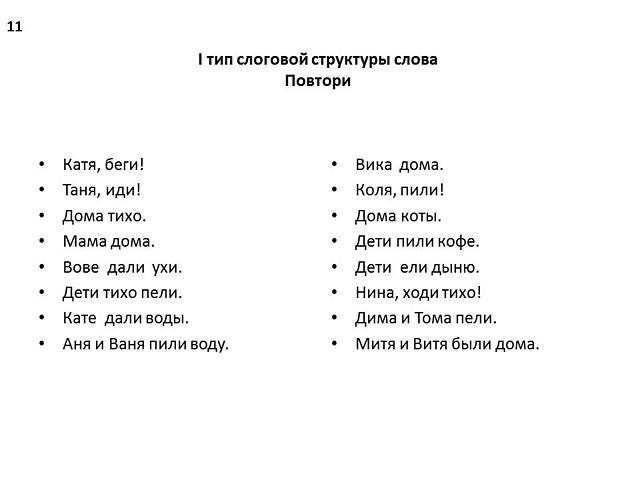 11
I тип слоговой структуры слова
Повтори
• Катя, беги!
• Таня, иди!
• Дома тихо.
• Мама дома.
• Вове дали ухи.
• Дети тихо пели.
• Кате дали воды.
• Аня и Ваня пили воду.
• Вика дома.
• Коля, пили!
• Дома коты.
• Дети пили кофе.
• Дети ели дыню.
• Нина, ходи тихо!
• Дима и Тома пели.
• Митя и Витя были дома.